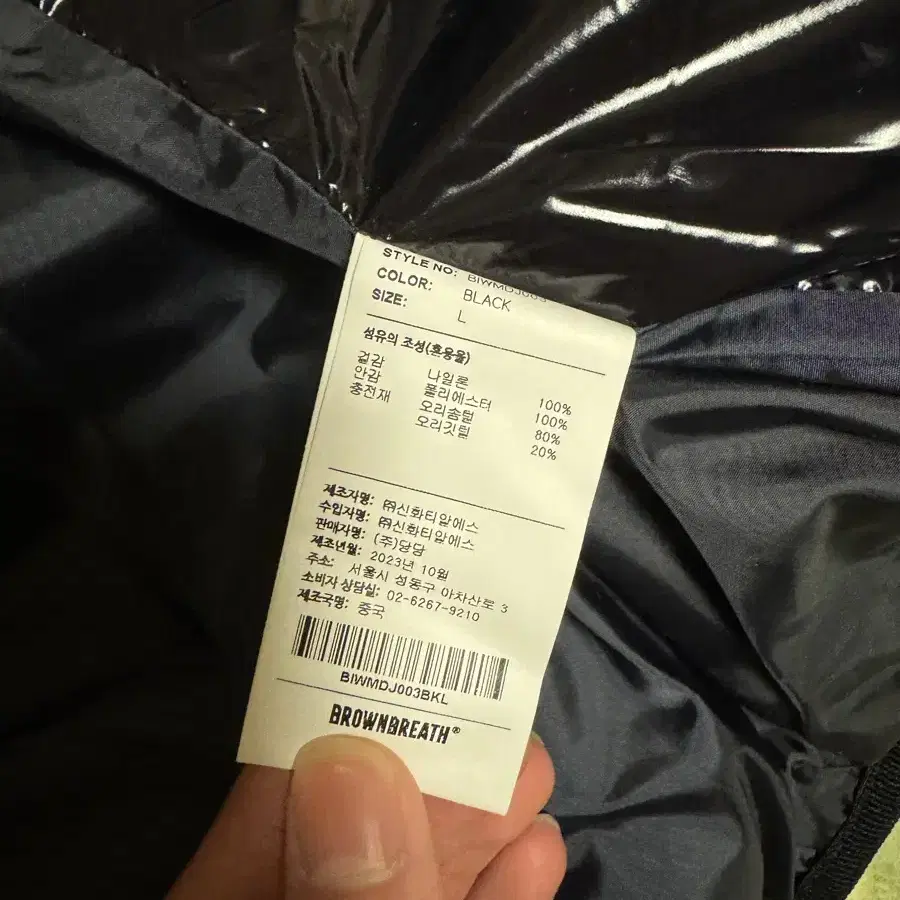 STYLE NO: BIWMDJ003
COLOR: BLACK
SIZE: L
섬유의 조성(혼용율)
겉감 나일론 100%
안감 폴리에스터 100%
충전재 오리솜털 80%
오리깃털 20%
제조자명: ㈜신화티알에스
수입자명: ㈜신화티알에스
판매자명: (주)당담
제조년월: 2023년 10월
주소: 서울시 성동구 아차산로 3
소비자 상담실: 02-6267-9210
제조국명: 중국
BIWMDJ003BKL
BROWNBREATH®